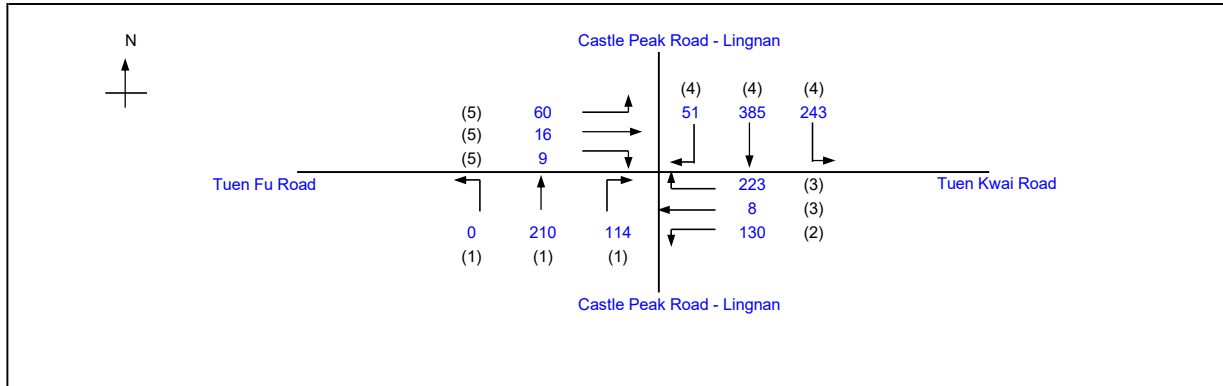 N
Castle Peak Road - Lingnan
(4) (4) (4)
(5) 60 51 385 243
(5) 16
(5) 9
Tuen Fu Road Tuen Kwai Road
223 (3)
8 (3)
0 210 114 130 (2)
(1) (1) (1)
Castle Peak Road - Lingnan